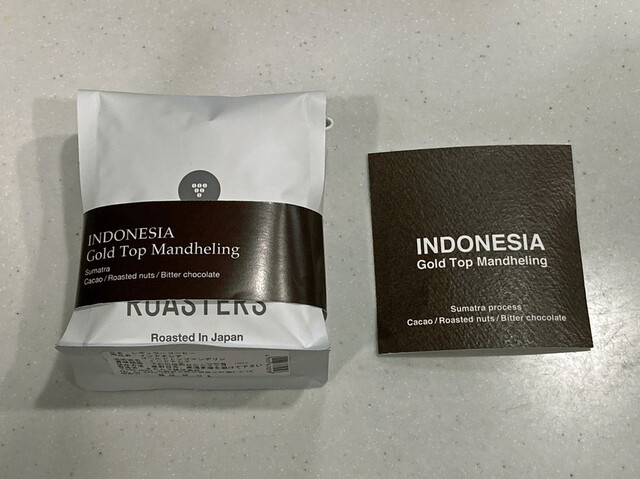 INDONESIA
Gold Top Mandheling
Sumatra
Cacao / Roasted nuts / Bitter chocolate
ROASTERS
Roasted In Japan
INDONESIA
Gold Top Mandheling
Sumatra process
Cacao / Roasted nuts / Bitter chocolate